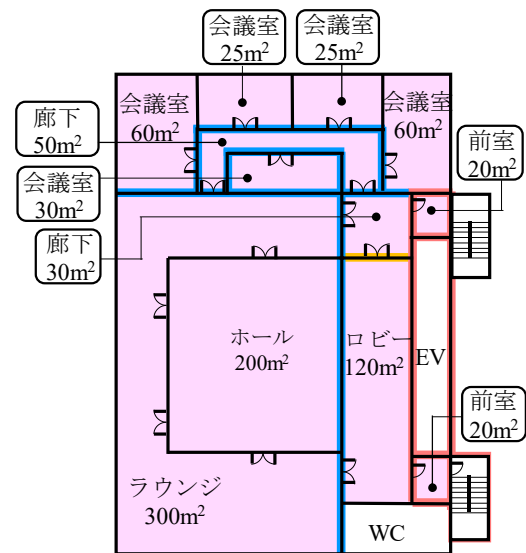 会議室
25m²
会議室
25m²
会議室
60m²
会議室
60m²
廊下
50m²
前室
20m²
会議室
30m²
廊下
30m²
ホール
200m²
ロビー
120m²
EV
前室
20m²
ラウンジ
300m²
WC